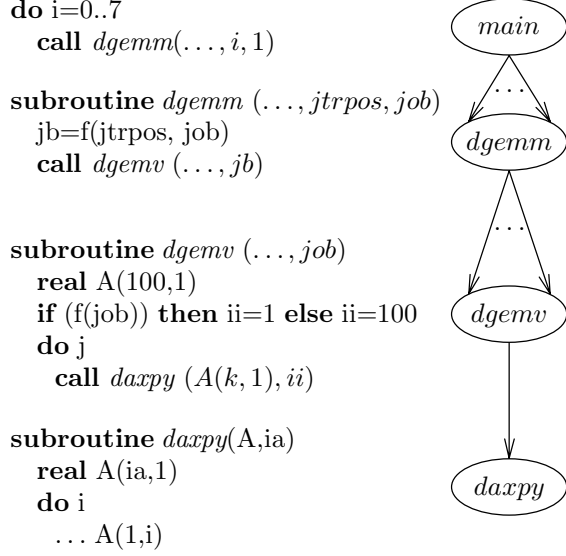 do i=0..7
call dgemm(..., i, 1)
subroutine dgemm (..., jtrpos, job)
jb=f(jtrpos, job)
call dgemv (..., jb)
subroutine dgemv (..., job)
real A(100,1)
if (f(job)) then ii=1 else ii=100
do j
call daxpy (A(k, 1), ii)
subroutine daxpy(A,ia)
real A(ia,1)
do i
... A(1,i)
main
...
dgemm
...
dgemv
daxpy